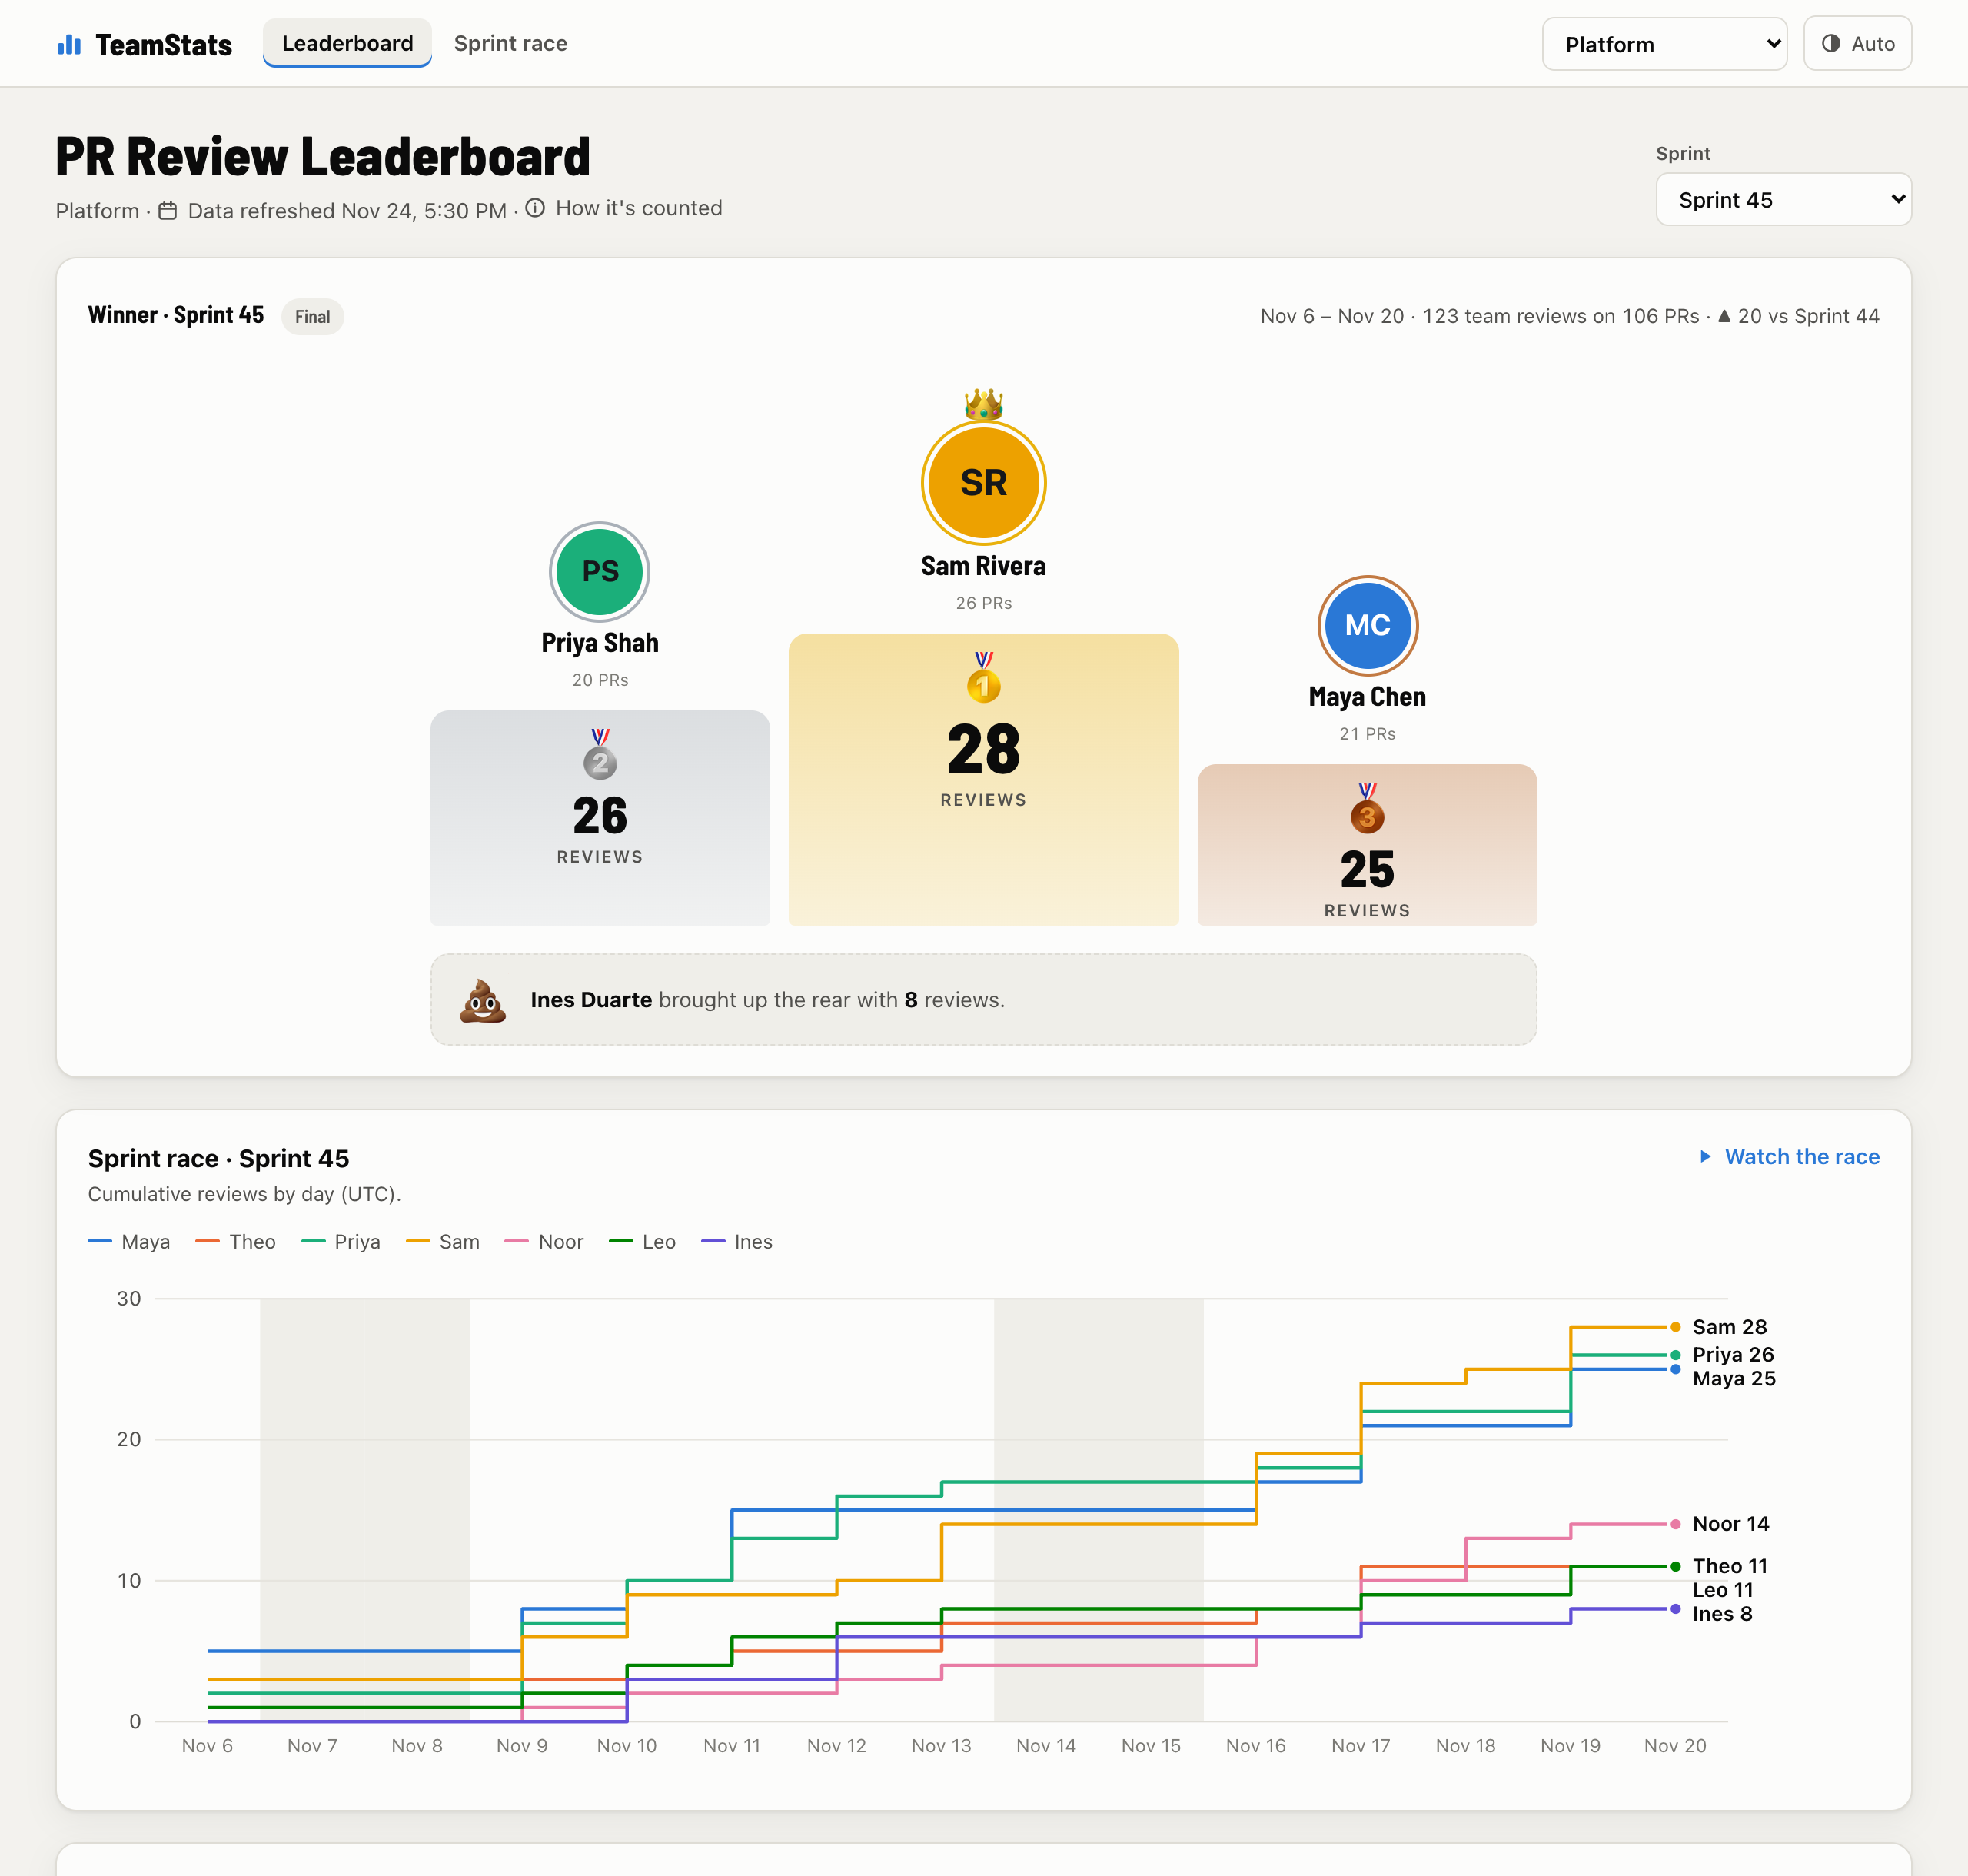 TeamStats Leaderboard Sprint race Platform Auto
PR Review Leaderboard
Platform · Data refreshed Nov 24, 5:30 PM · How it's counted
Sprint
Sprint 45
Winner · Sprint 45 Final
Nov 6 – Nov 20 · 123 team reviews on 106 PRs · ▲ 20 vs Sprint 44
SR
Sam Rivera
26 PRs
1
28
REVIEWS
PS
Priya Shah
20 PRs
2
26
REVIEWS
MC
Maya Chen
21 PRs
3
25
REVIEWS
Ines Duarte brought up the rear with 8 reviews.
Sprint race · Sprint 45
Watch the race
Cumulative reviews by day (UTC).
Maya Theo Priya Sam Noor Leo Ines
30
20
10
0
Sam 28
Priya 26
Maya 25
Noor 14
Theo 11
Leo 11
Ines 8
Nov 6 Nov 7 Nov 8 Nov 9 Nov 10 Nov 11 Nov 12 Nov 13 Nov 14 Nov 15 Nov 16 Nov 17 Nov 18 Nov 19 Nov 20